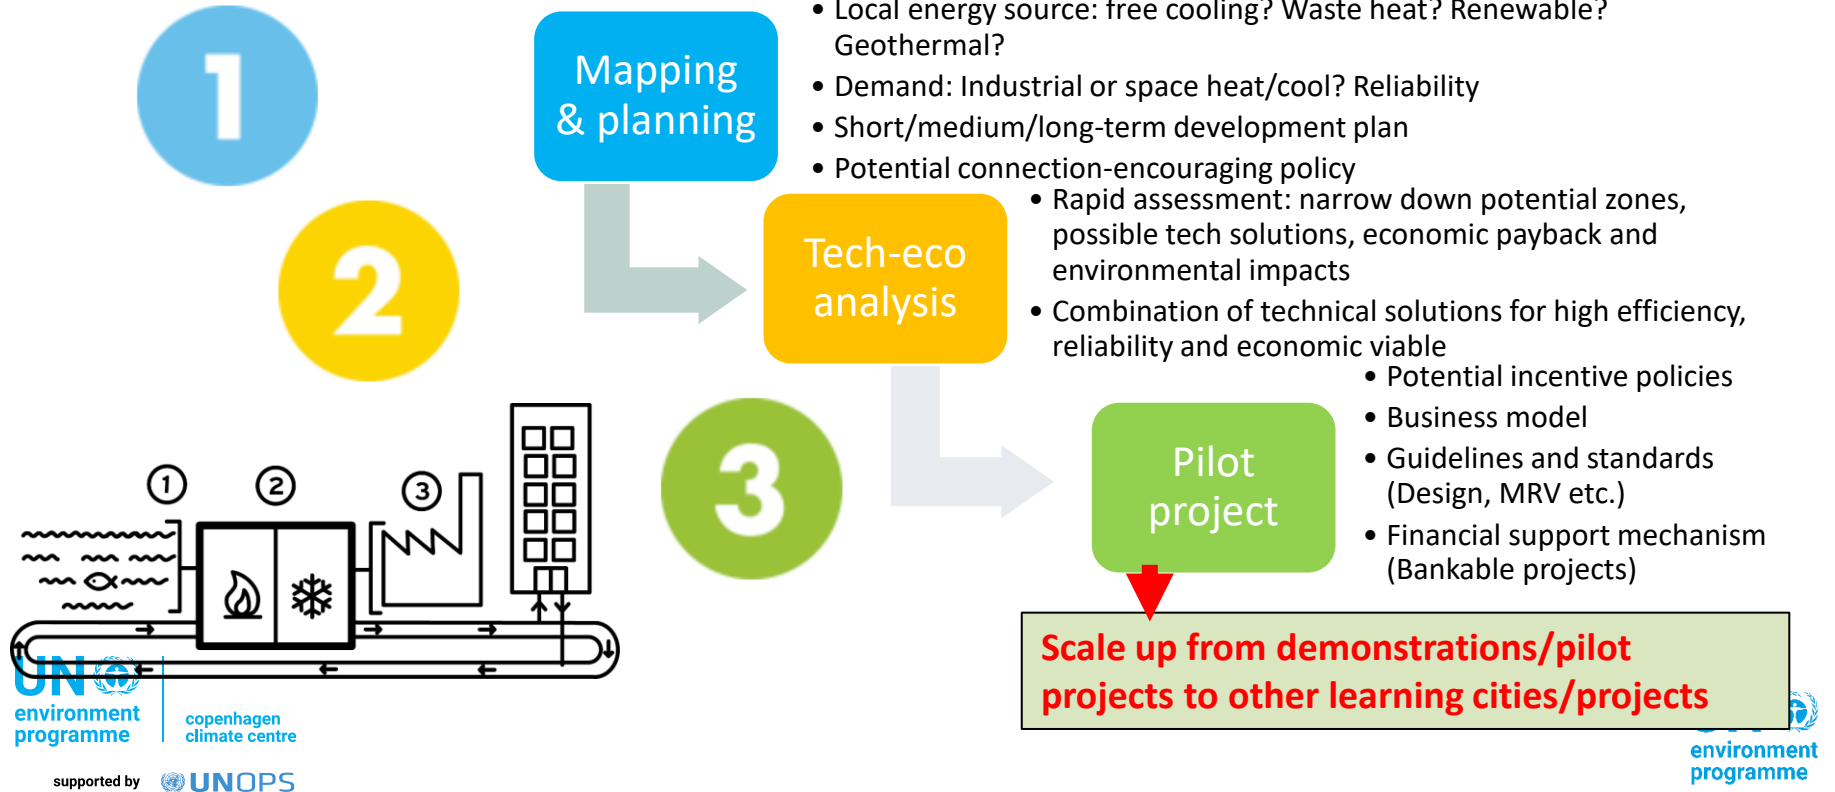 1
Mapping
& planning
• Local energy source: free cooling? Waste heat? Renewable?
Geothermal?
• Demand: Industrial or space heat/cool? Reliability
• Short/medium/long-term development plan
• Potential connection-encouraging policy
2
Tech-eco
analysis
• Rapid assessment: narrow down potential zones,
possible tech solutions, economic payback and
environmental impacts
• Combination of technical solutions for high efficiency,
reliability and economic viable
3
Pilot
project
• Potential incentive policies
• Business model
• Guidelines and standards
(Design, MRV etc.)
• Financial support mechanism
(Bankable projects)
1 2 3
Scale up from demonstrations/pilot
projects to other learning cities/projects
UN
environment
programme
copenhagen
climate centre
supported by UNOPS
environment
programme